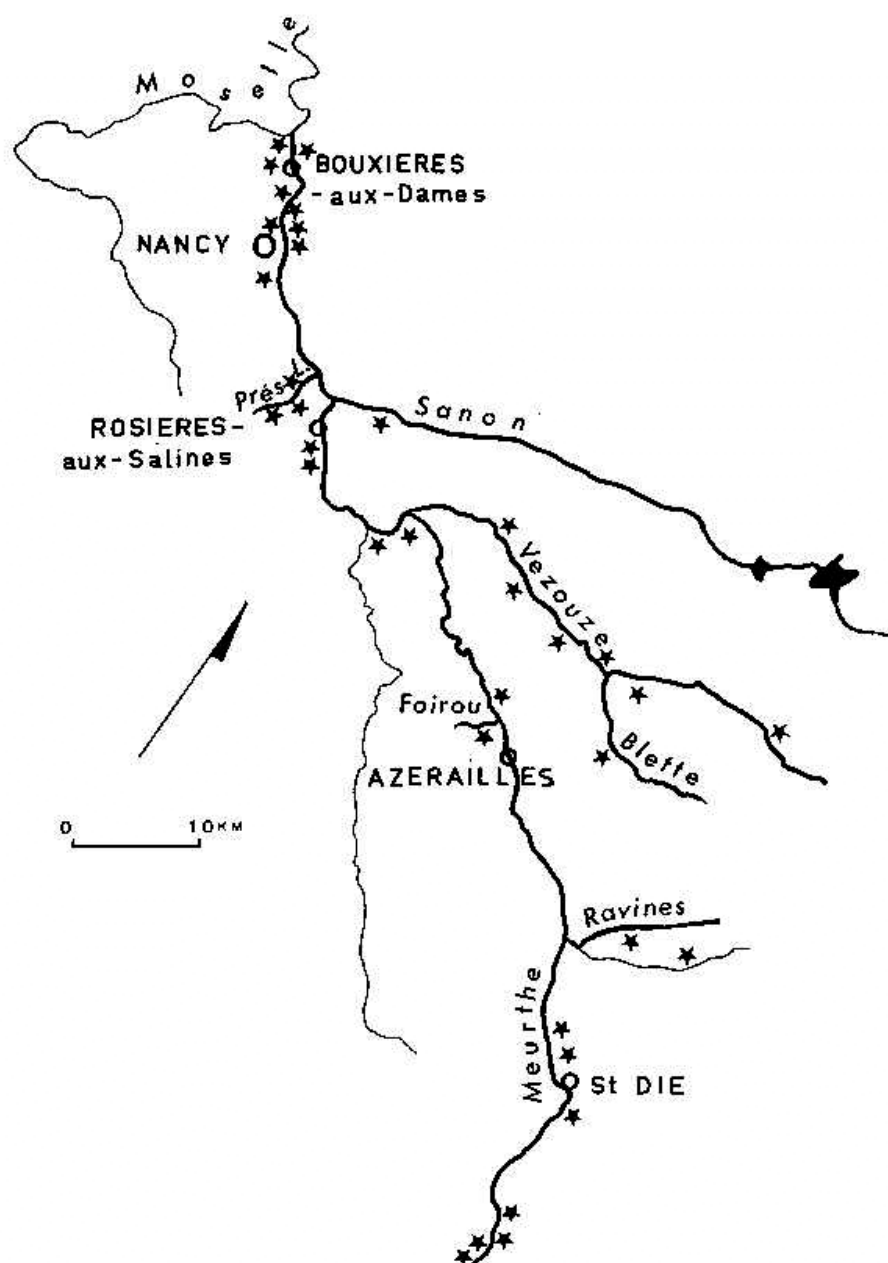 Moselle
BOUXIÈRES
-aux-Dames
NANCY
Prés L.
Sanon
ROSIERES-
aux-Salines
Vezouze
Foirou
Blette
AZERAILLES
0 10KM
Ravines
Meurthe
St DIE